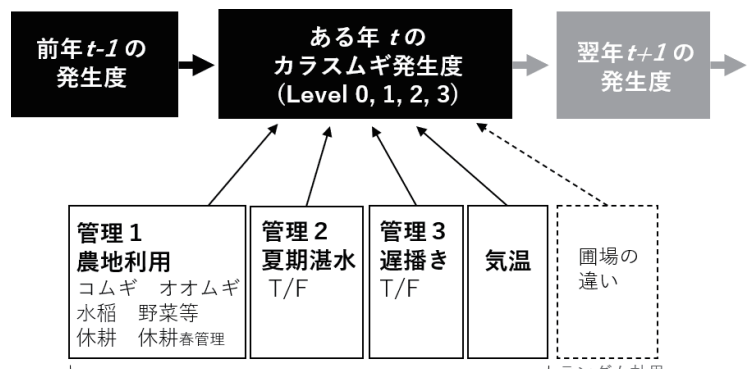 前年t-1の
発生度
ある年 t の
カラスムギ発生度
(Level 0, 1, 2, 3)
翌年t+1の
発生度
管理1
農地利用
コムギ オオムギ
水稲 野菜等
休耕 休耕春管理
管理2
夏期湛水
T/F
管理3
遅播き
T/F
気温
圃場の
違い